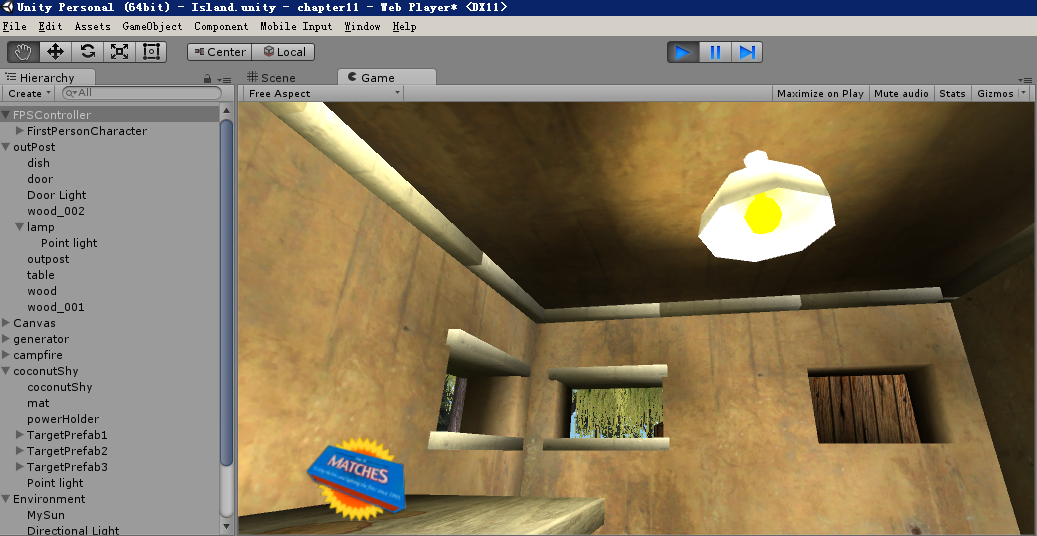 Unity Personal (64bit) - Island.unity - chapter11 - Web Player* <DX11>
File Edit Assets GameObject Component Mobile Input Window Help
Center Local
Hierarchy Scene Game
Create All Free Aspect Maximize on Play Mute audio Stats Gizmos
FPSController
FirstPersonCharacter
outPost
dish
door
Door Light
wood_002
lamp
Point light
outpost
table
wood
wood_001
Canvas
generator
campfire
coconutShy
coconutShy
mat
powerHolder
TargetPrefab1
TargetPrefab2
TargetPrefab3
Point light
Environment
MySun
Directional Light
MATCHES